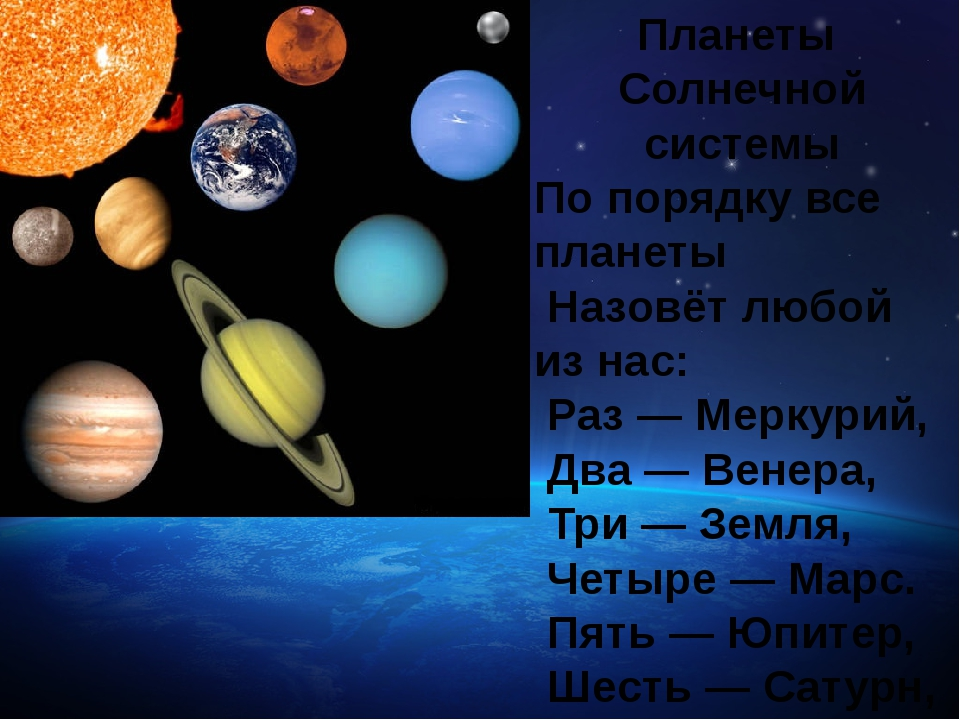 Планеты
Солнечной
системы
По порядку все
планеты
Назовёт любой
из нас:
Раз — Меркурий,
Два — Венера,
Три — Земля,
Четыре — Марс.
Пять — Юпитер,
Шесть — Сатурн,